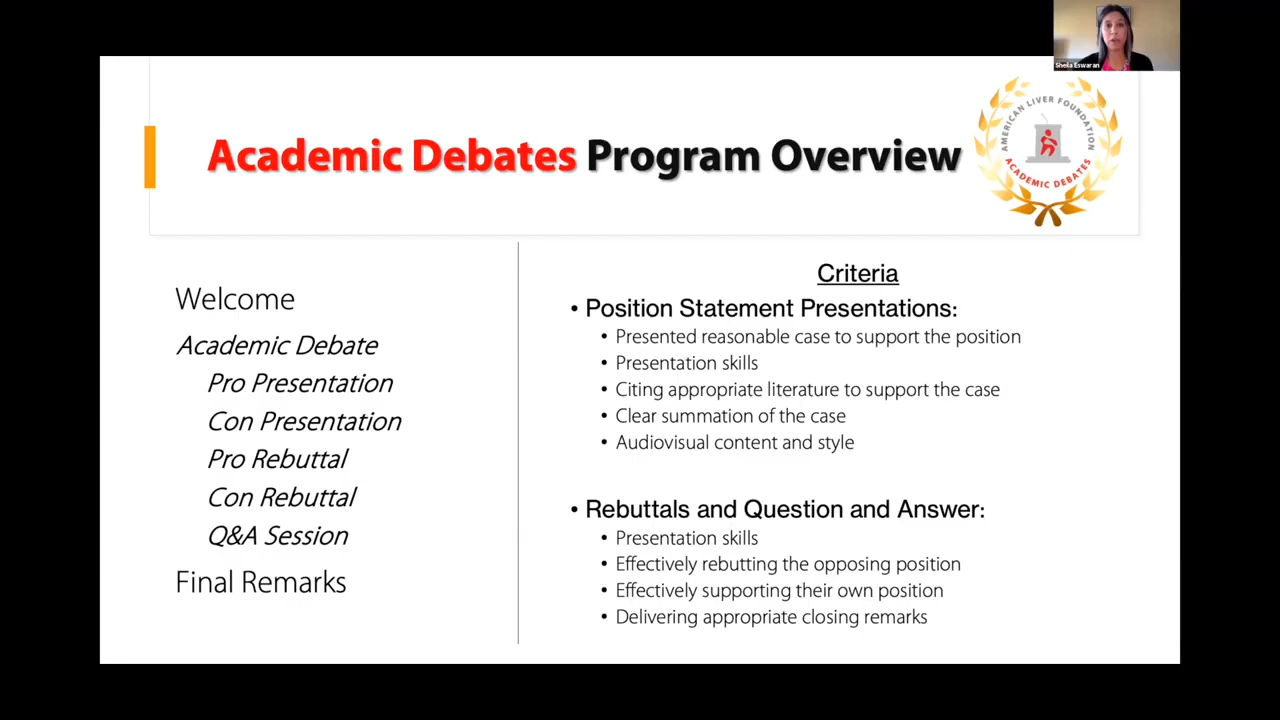 Sheila Eswaran
Academic Debates Program Overview
AMERICAN LIVER FOUNDATION
ACADEMIC DEBATES
Welcome
Academic Debate
Pro Presentation
Con Presentation
Pro Rebuttal
Con Rebuttal
Q&A Session
Final Remarks
Criteria
• Position Statement Presentations:
• Presented reasonable case to support the position
• Presentation skills
• Citing appropriate literature to support the case
• Clear summation of the case
• Audiovisual content and style
• Rebuttals and Question and Answer:
• Presentation skills
• Effectively rebutting the opposing position
• Effectively supporting their own position
• Delivering appropriate closing remarks